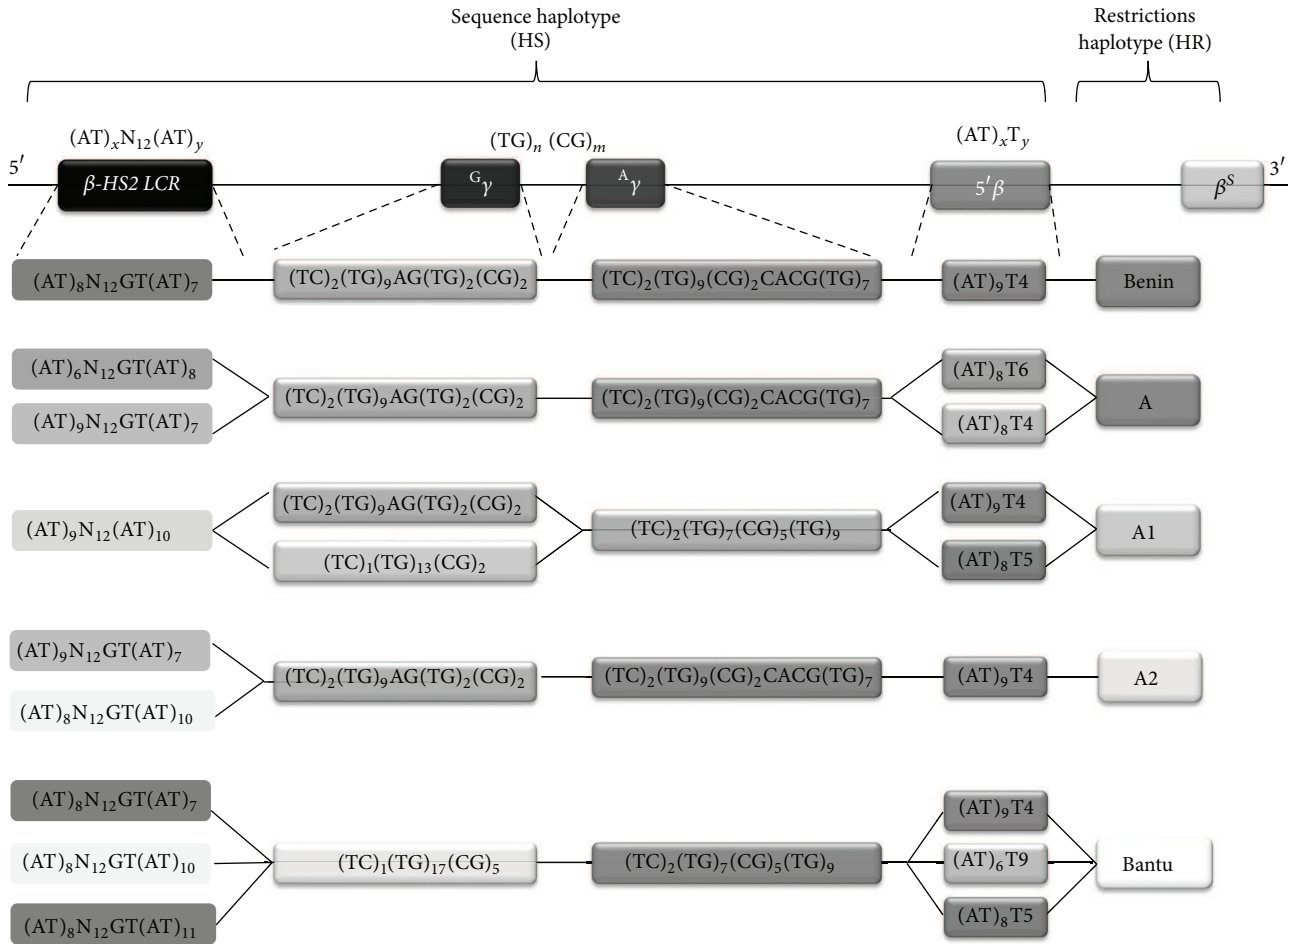 Sequence haplotype
(HS)
Restrictions
haplotype (HR)
(AT)ₓN₁₂(AT)ᵧ
(TG)ₙ (CG)ₘ
(AT)ₓTᵧ
5′
β-HS2 LCR
ᴳγ
ᴬγ
5′β
βˢ
3′
(AT)₈N₁₂GT(AT)₇
(TC)₂(TG)₉AG(TG)₂(CG)₂
(TC)₂(TG)₉(CG)₂CACG(TG)₇
(AT)₉T4
Benin
(AT)₆N₁₂GT(AT)₈
(AT)₉N₁₂GT(AT)₇
(TC)₂(TG)₉AG(TG)₂(CG)₂
(TC)₂(TG)₉(CG)₂CACG(TG)₇
(AT)₈T6
(AT)₈T4
A
(AT)₉N₁₂(AT)₁₀
(TC)₂(TG)₉AG(TG)₂(CG)₂
(TC)₁(TG)₁₃(CG)₂
(TC)₂(TG)₇(CG)₅(TG)₉
(AT)₉T4
(AT)₈T5
A1
(AT)₉N₁₂GT(AT)₇
(AT)₈N₁₂GT(AT)₁₀
(TC)₂(TG)₉AG(TG)₂(CG)₂
(TC)₂(TG)₉(CG)₂CACG(TG)₇
(AT)₉T4
A2
(AT)₈N₁₂GT(AT)₇
(AT)₈N₁₂GT(AT)₁₀
(AT)₈N₁₂GT(AT)₁₁
(TC)₁(TG)₁₇(CG)₅
(TC)₂(TG)₇(CG)₅(TG)₉
(AT)₉T4
(AT)₆T9
(AT)₈T5
Bantu